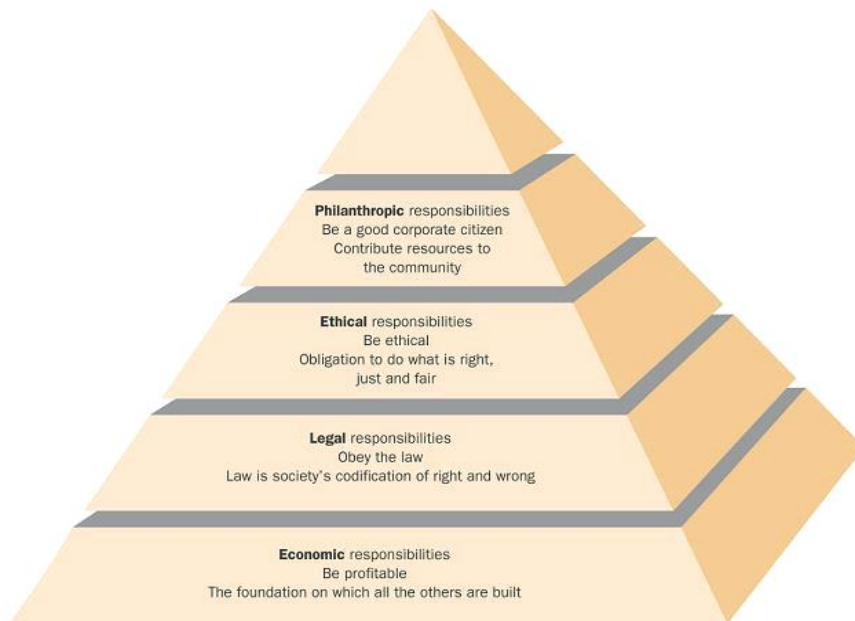 Philanthropic responsibilities
Be a good corporate citizen
Contribute resources to
the community
Ethical responsibilities
Be ethical
Obligation to do what is right,
just and fair
Legal responsibilities
Obey the law
Law is society's codification of right and wrong
Economic responsibilities
Be profitable
The foundation on which all the others are built